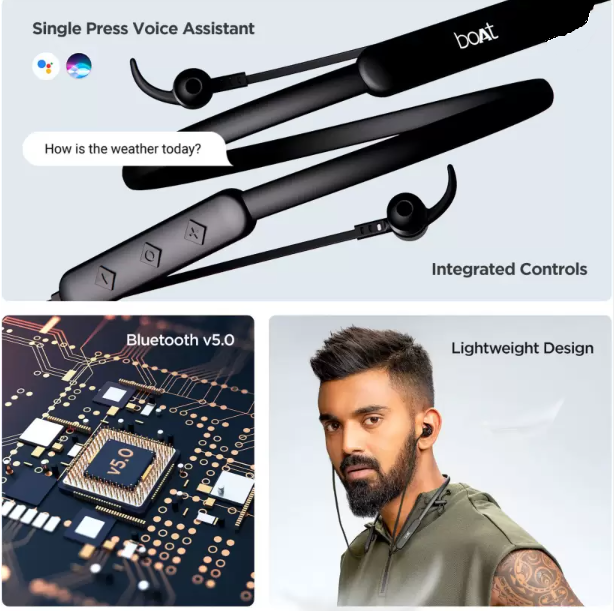 Single Press Voice Assistant
boAt
How is the weather today?
Integrated Controls
Bluetooth v5.0
v5.0
Lightweight Design